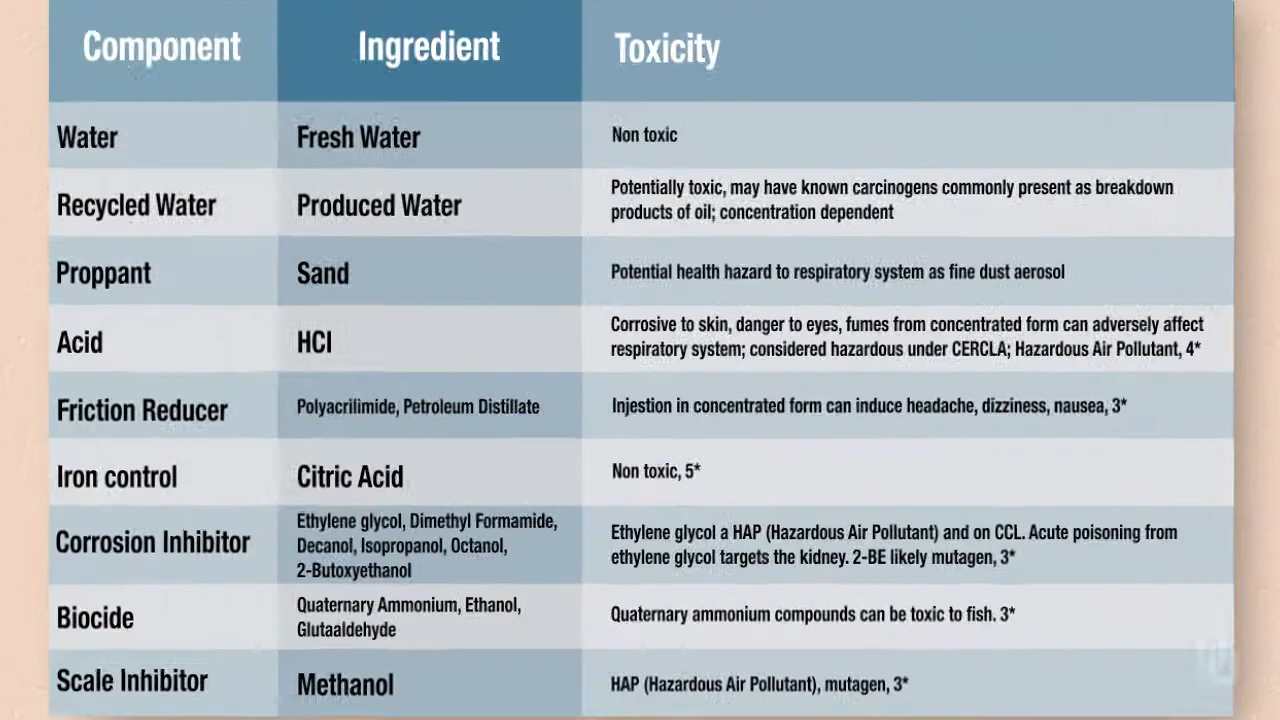 Component Ingredient Toxicity
Water Fresh Water Non toxic
Recycled Water Produced Water Potentially toxic, may have known carcinogens commonly present as breakdown
products of oil; concentration dependent
Proppant Sand Potential health hazard to respiratory system as fine dust aerosol
Acid HCI Corrosive to skin, danger to eyes, fumes from concentrated form can adversely affect
respiratory system; considered hazardous under CERCLA; Hazardous Air Pollutant, 4*
Friction Reducer Polyacrilimide, Petroleum Distillate Injestion in concentrated form can induce headache, dizziness, nausea, 3*
Iron control Citric Acid Non toxic, 5*
Corrosion Inhibitor
Ethylene glycol, Dimethyl Formamide,
Decanol, Isopropanol, Octanol,
2-Butoxyethanol
Ethylene glycol a HAP (Hazardous Air Pollutant) and on CCL. Acute poisoning from
ethylene glycol targets the kidney. 2-BE likely mutagen, 3*
Biocide
Quaternary Ammonium, Ethanol,
Glutaaldehyde
Quaternary ammonium compounds can be toxic to fish. 3*
Scale Inhibitor Methanol HAP (Hazardous Air Pollutant), mutagen, 3*